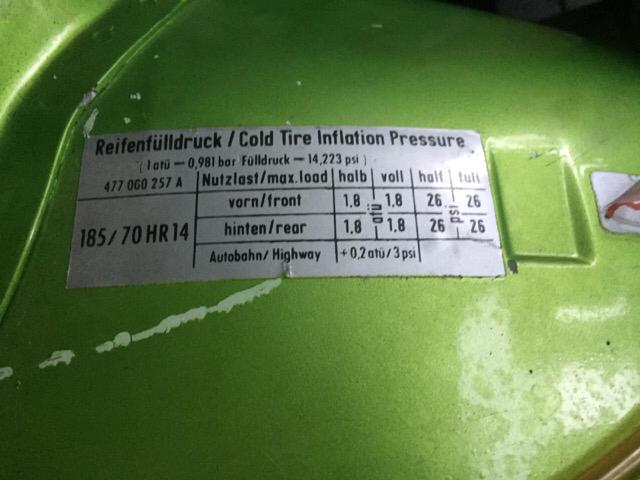 Reifenfülldruck / Cold Tire Inflation Pressure
( 1 atü — 0,981 bar Fülldruck — 14,223 psi )
477 0G0 257 A Nutzlast/max.load halb voll half full
185/70 HR 14
vorn/front 1,8 atü 1,8 26 psi 26
hinten/rear 1,8 1,8 26 26
Autobahn/Highway + 0,2 atü/3 psi